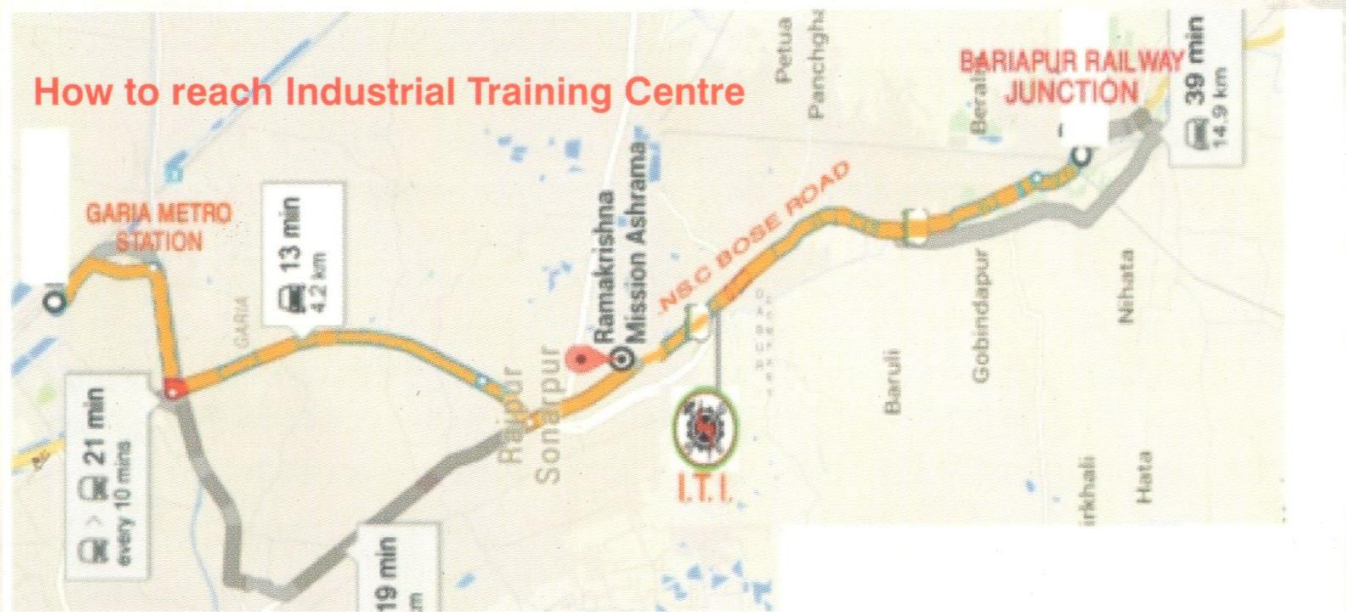 How to reach Industrial Training Centre
GARIA METRO
STATION
21 min
every 10 mins
GARIA
13 min
4.2 km
Rajpur
Sonarpur
19 min
Ramakrishna
Mission Ashrama
NSC BOSE ROAD
I.T.I.
Petua
Baruli
Gobindapur
Nihata
Hata
BARIAPUR RAILWAY
JUNCTION
39 min
14.9 km